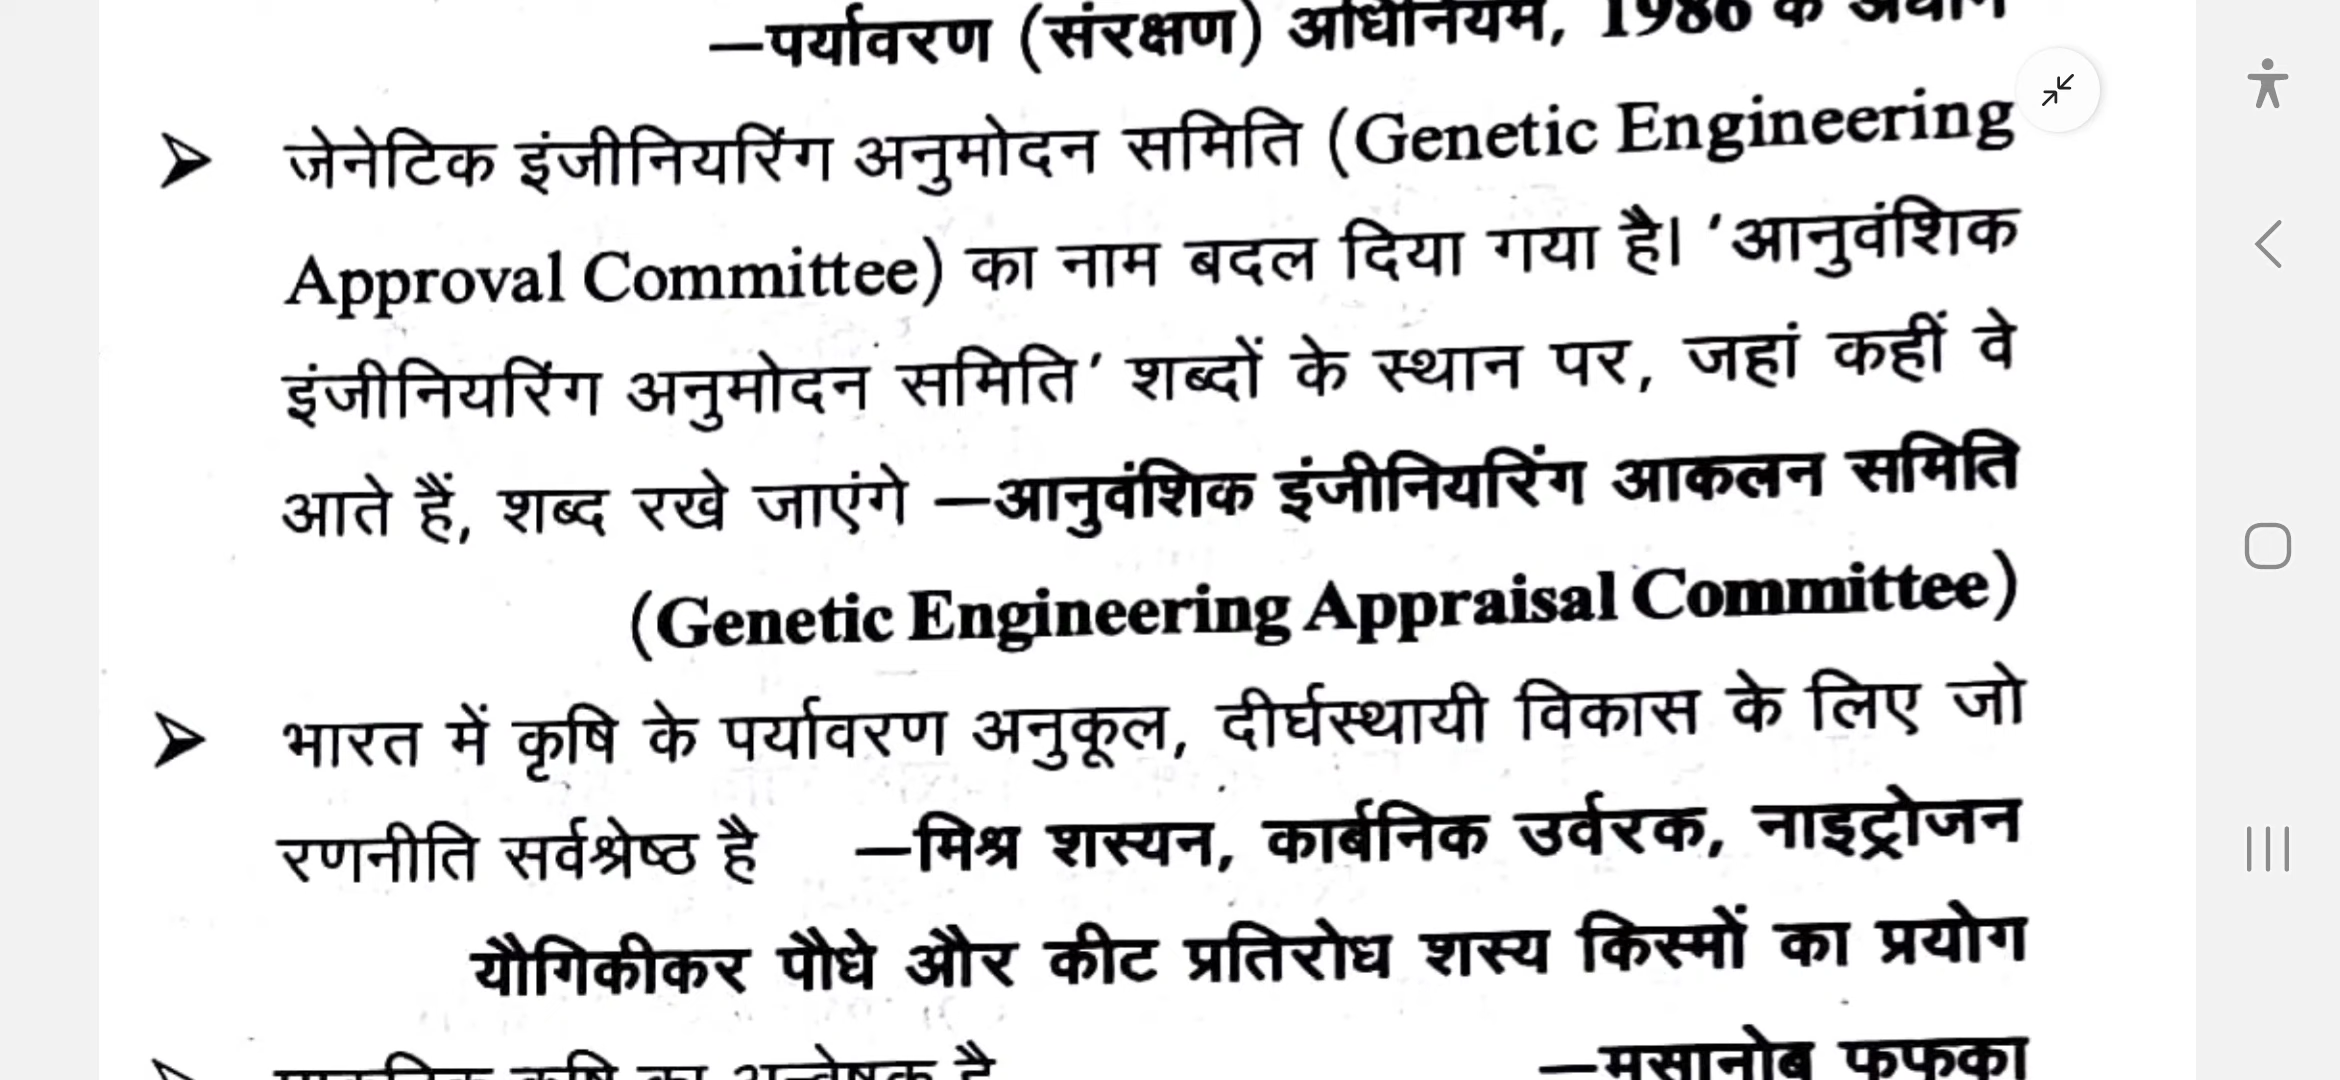 —पर्यावरण (संरक्षण) अधिनियम, 1986 के अधीन
➤ जेनेटिक इंजीनियरिंग अनुमोदन समिति (Genetic Engineering
Approval Committee) का नाम बदल दिया गया है। 'आनुवंशिक
इंजीनियरिंग अनुमोदन समिति' शब्दों के स्थान पर, जहां कहीं वे
आते हैं, शब्द रखे जाएंगे —आनुवंशिक इंजीनियरिंग आकलन समिति
(Genetic Engineering Appraisal Committee)
➤ भारत में कृषि के पर्यावरण अनुकूल, दीर्घस्थायी विकास के लिए जो
रणनीति सर्वश्रेष्ठ है —मिश्र शस्यन, कार्बनिक उर्वरक, नाइट्रोजन
यौगिकीकर पौधे और कीट प्रतिरोध शस्य किस्मों का प्रयोग
कृषि का अन्वेषक है —मसानोबू